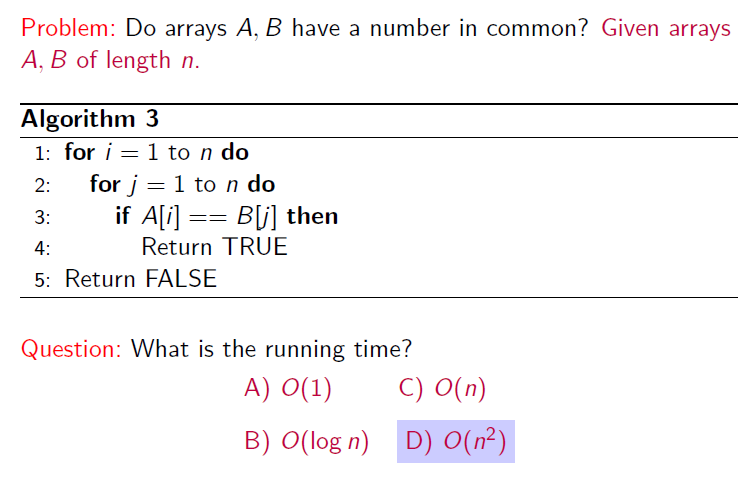 Problem: Do arrays A, B have a number in common? Given arrays
A, B of length n.
Algorithm 3
1: for i = 1 to n do
2: for j = 1 to n do
3: if A[i] == B[j] then
4: Return TRUE
5: Return FALSE
Question: What is the running time?
A) O(1) C) O(n)
B) O(log n) D) O(n²)